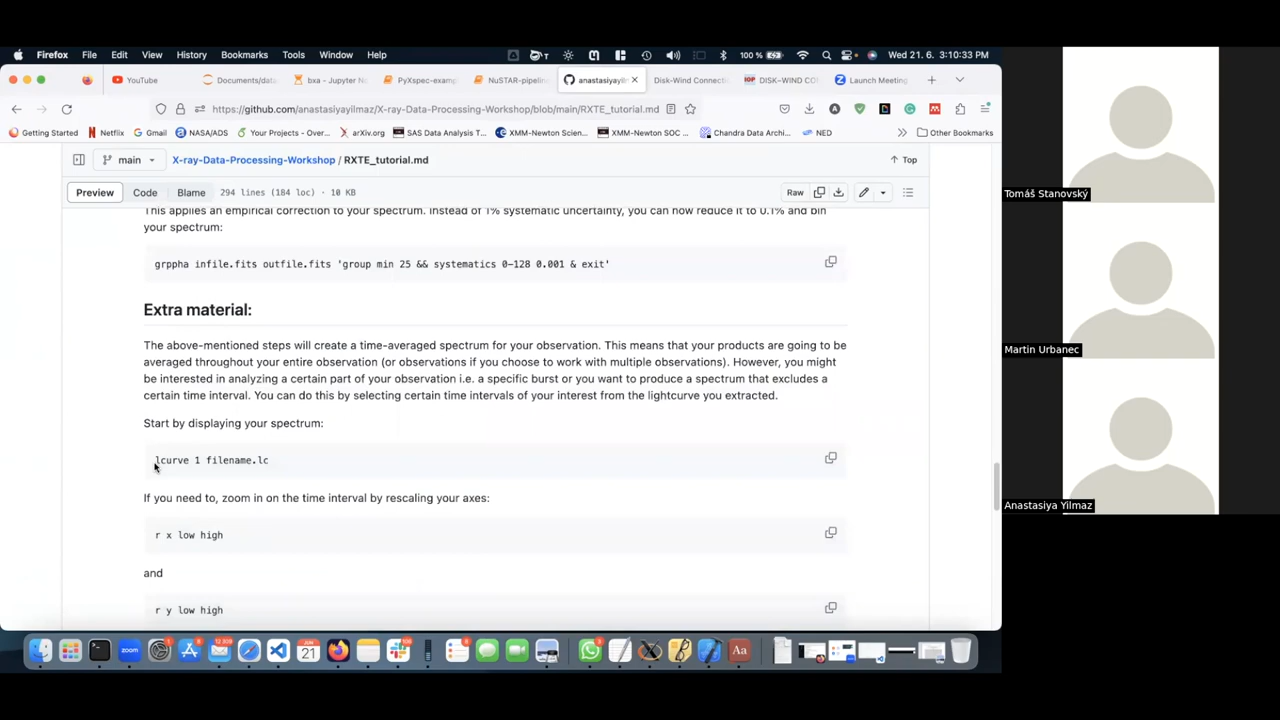 Firefox File Edit View History Bookmarks Tools Window Help 100 % Wed 21. 6. 3:10:33 PM
YouTube Documents/data bxa - Jupyter No PyXspec-examp NuSTAR-pipelin anastasiyayilm Disk-Wind Connecti IOP DISK–WIND CO Launch Meeting
https://github.com/anastasiyayilmaz/X-ray-Data-Processing-Workshop/blob/main/RXTE_tutorial.md
Getting Started Netflix Gmail NASA/ADS Your Projects - Over... arXiv.org SAS Data Analysis T... XMM-Newton Scien... XMM-Newton SOC ... Chandra Data Archi... NED Other Bookmarks
main X-ray-Data-Processing-Workshop / RXTE_tutorial.md Top
Preview Code Blame 294 lines (184 loc) · 10 KB Raw
This applies an empirical correction to your spectrum. Instead of 1% systematic uncertainty, you can now reduce it to 0.1% and bin
your spectrum:
grppha infile.fits outfile.fits 'group min 25 && systematics 0-128 0.001 & exit'
Extra material:
The above-mentioned steps will create a time-averaged spectrum for your observation. This means that your products are going to be
averaged throughout your entire observation (or observations if you choose to work with multiple observations). However, you might
be interested in analyzing a certain part of your observation i.e. a specific burst or you want to produce a spectrum that excludes a
certain time interval. You can do this by selecting certain time intervals of your interest from the lightcurve you extracted.
Start by displaying your spectrum:
lcurve 1 filename.lc
If you need to, zoom in on the time interval by rescaling your axes:
r x low high
and
r y low high
Tomáš Stanovský
Martin Urbanec
Anastasiya Yilmaz
JUN
21
Aa